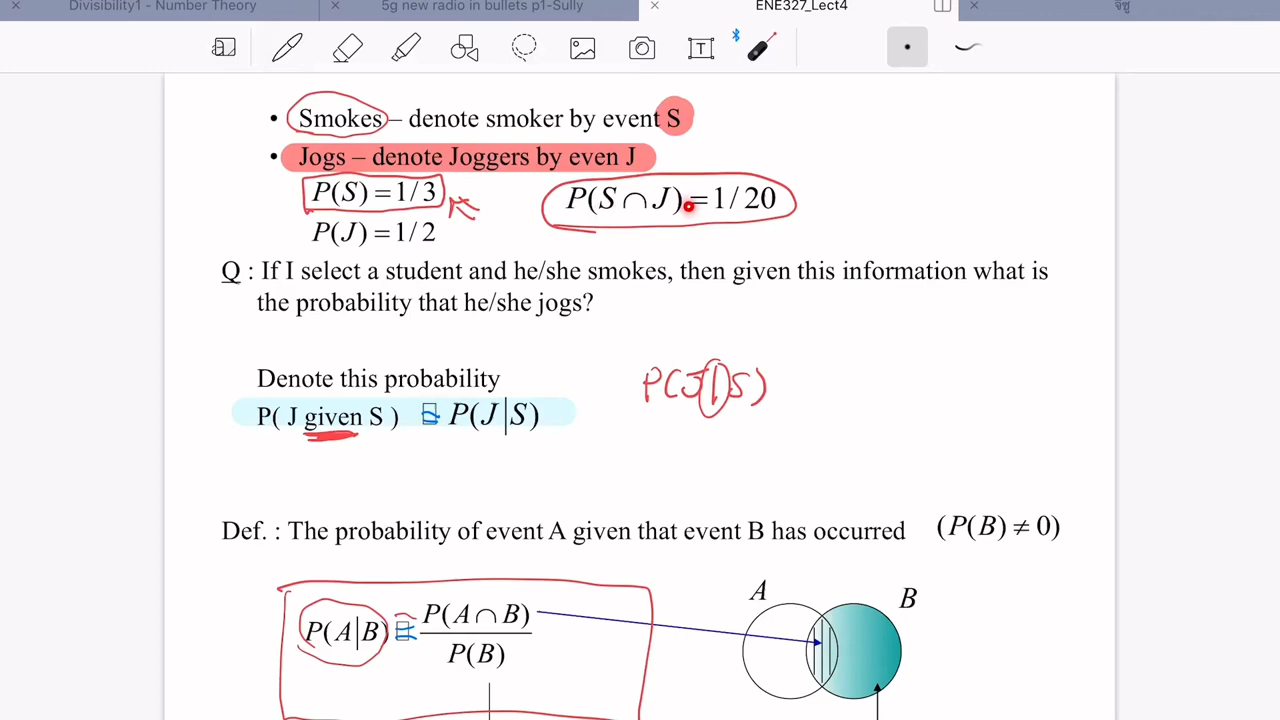 Divisibility1 - Number Theory
5g new radio in bullets p1-Sully
ENE327_Lect4
จิซู
• Smokes – denote smoker by event S
• Jogs – denote Joggers by even J
P(S) = 1/3
P(S ∩ J) = 1/20
P(J) = 1/2
Q : If I select a student and he/she smokes, then given this information what is
the probability that he/she jogs?
Denote this probability
P(J|S)
P( J given S ) ≡ P(J|S)
Def. : The probability of event A given that event B has occurred (P(B) ≠ 0)
A
B
P(A|B) ≡ P(A ∩ B)
P(B)